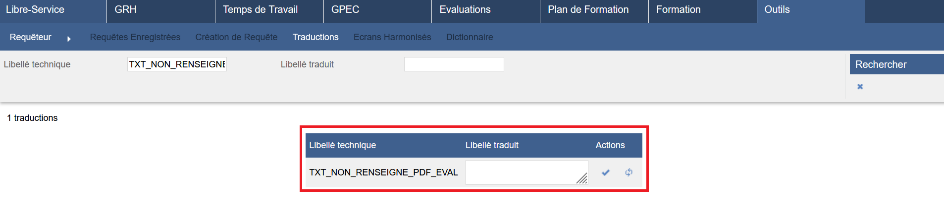 Libre-Service GRH Temps de Travail GPEC Evaluations Plan de Formation Formation Outils
Requêteur Requêtes Enregistrées Création de Requête Traductions Ecrans Harmonisés Dictionnaire
Libellé technique TXT_NON_RENSEIGNE Libellé traduit Rechercher
1 traductions
Libellé technique Libellé traduit Actions
TXT_NON_RENSEIGNE_PDF_EVAL